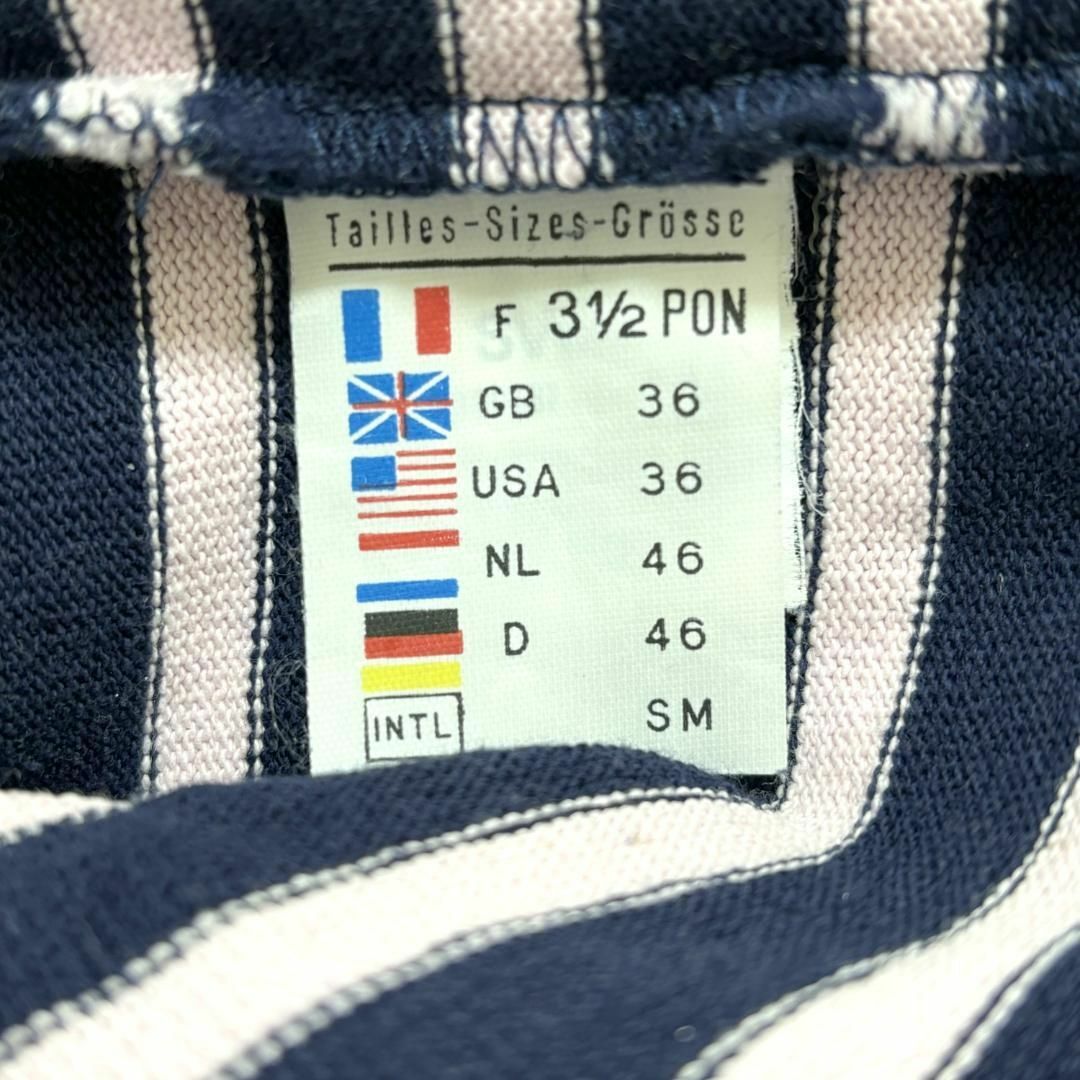 Tailles-Sizes-Grösse
F 3½ PON
GB 36
USA 36
NL 46
D 46
INTL SM